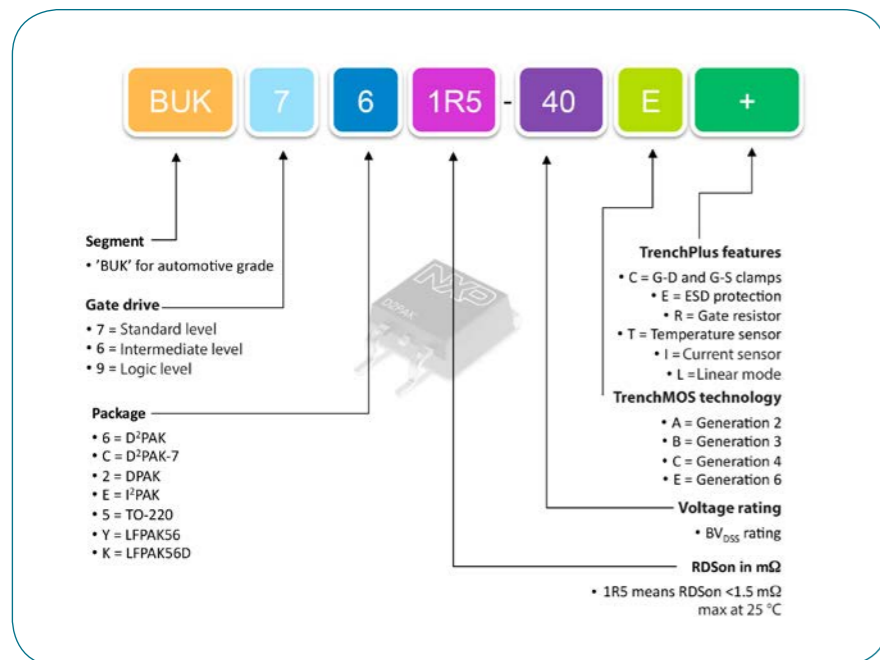 BUK 7 6 1R5 - 40 E +
Segment
• 'BUK' for automotive grade
Gate drive
• 7 = Standard level
• 6 = Intermediate level
• 9 = Logic level
Package
• 6 = D²PAK
• C = D²PAK-7
• 2 = DPAK
• E = I²PAK
• 5 = TO-220
• Y = LFPAK56
• K = LFPAK56D
NXP
D2PAK
TrenchPlus features
• C = G-D and G-S clamps
• E = ESD protection
• R = Gate resistor
• T = Temperature sensor
• I = Current sensor
• L = Linear mode
TrenchMOS technology
• A = Generation 2
• B = Generation 3
• C = Generation 4
• E = Generation 6
Voltage rating
• BV_DSS rating
RDSon in mΩ
• 1R5 means RDSon <1.5 mΩ
max at 25 °C